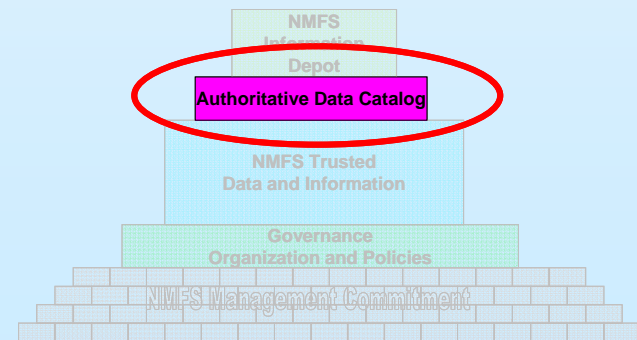 NMFS
Information
Depot
Authoritative Data Catalog
NMFS Trusted
Data and Information
Governance
Organization and Policies
NMFS Management Commitment